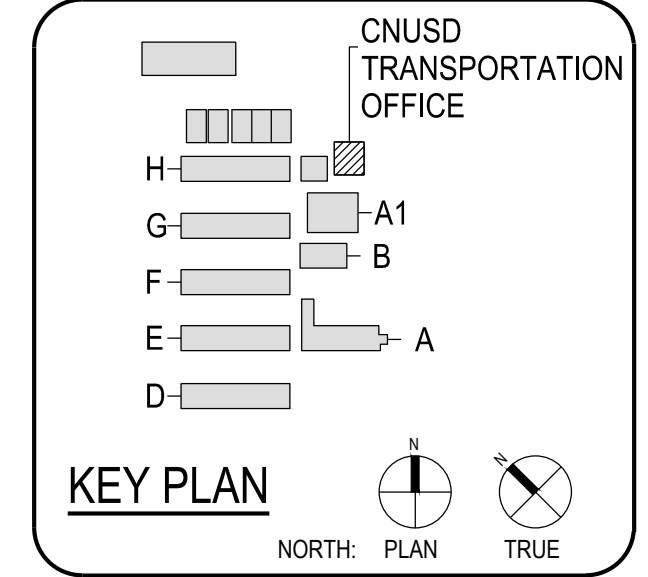 CNUSD
TRANSPORTATION
OFFICE
H
A1
G
B
F
E
A
D
KEY PLAN
N
N
NORTH: PLAN TRUE